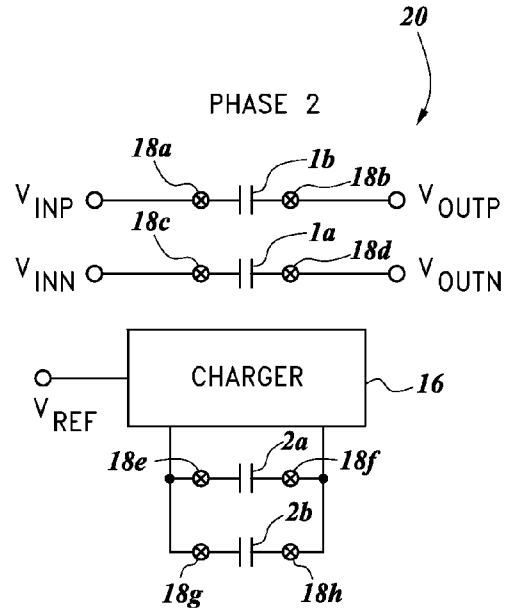 20
PHASE 2
18a
1b
18b
VINP
VOUTP
18c
1a
18d
VINN
VOUTN
CHARGER
16
VREF
18e
2a
18f
2b
18g
18h